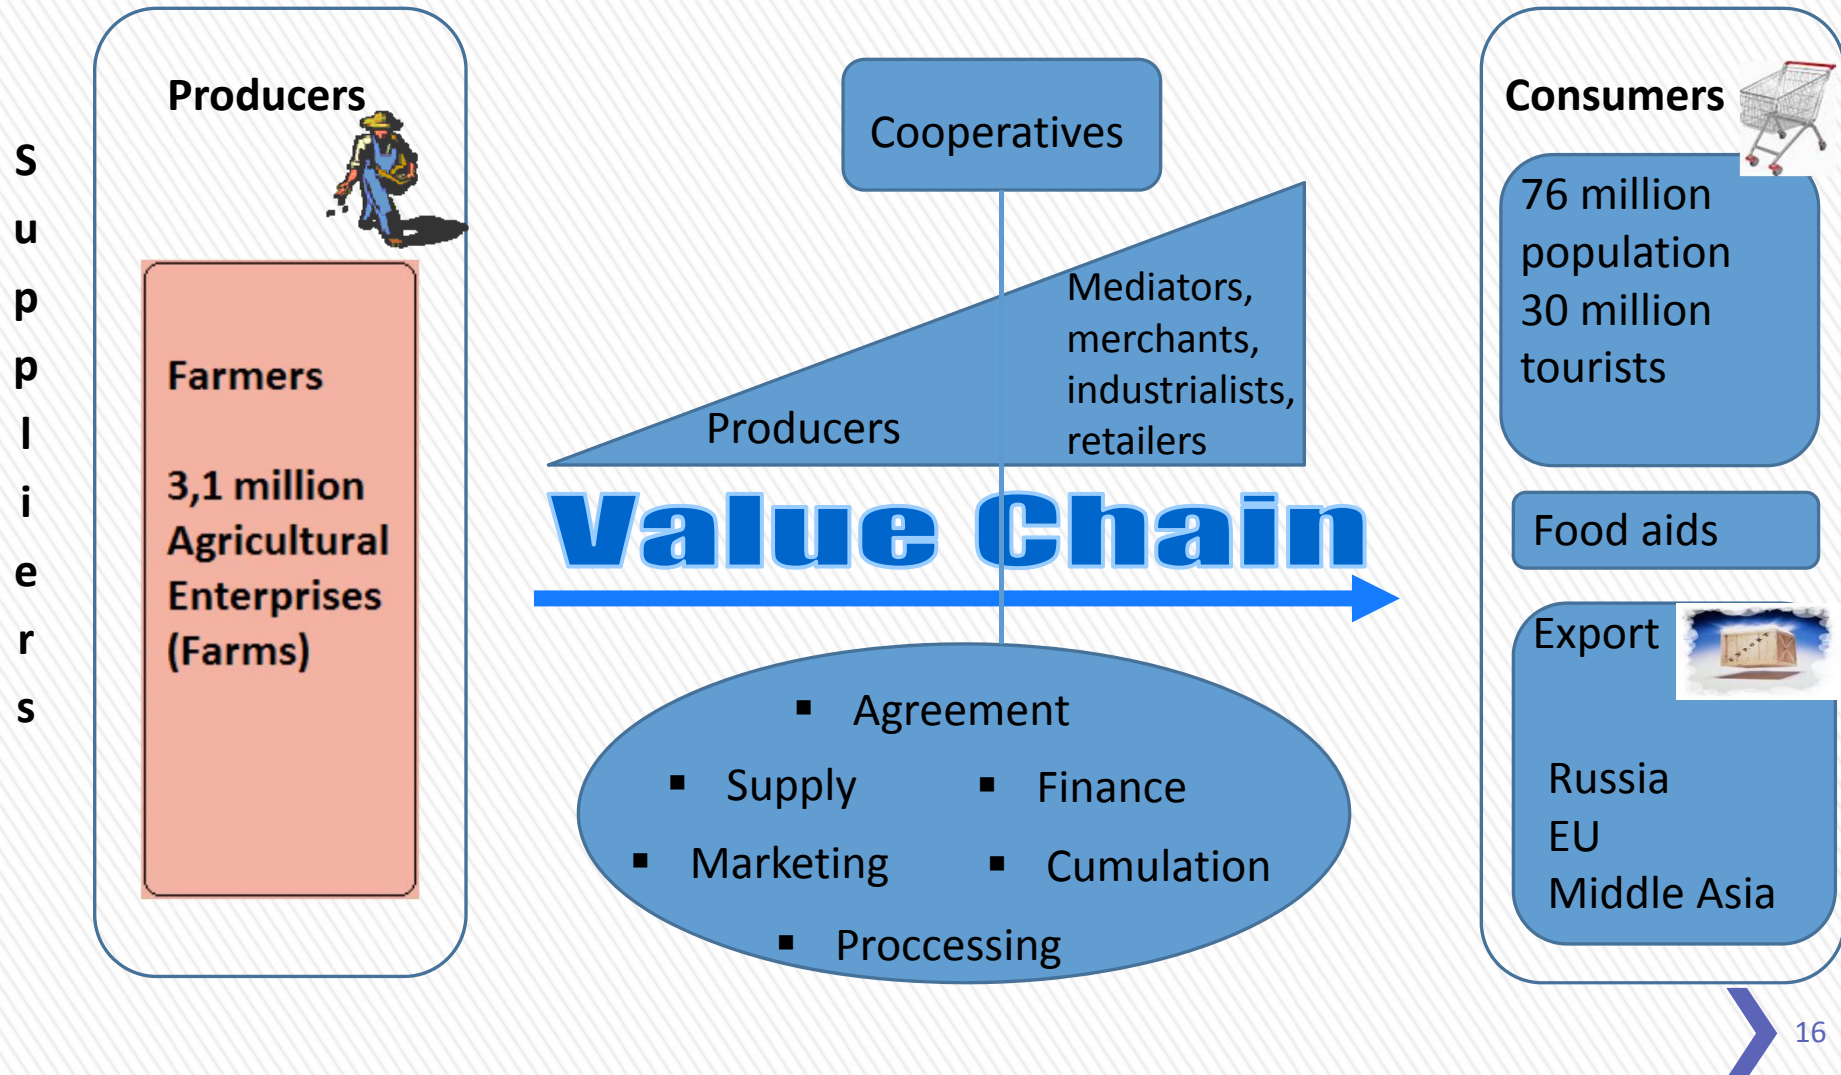 Suppliers
Producers
Farmers
3,1 million
Agricultural
Enterprises
(Farms)
Cooperatives
Producers
Mediators,
merchants,
industrialists,
retailers
Value Chain
▪ Agreement
▪ Supply
▪ Finance
▪ Marketing
▪ Cumulation
▪ Proccessing
Consumers
76 million
population
30 million
tourists
Food aids
Export
Russia
EU
Middle Asia
16